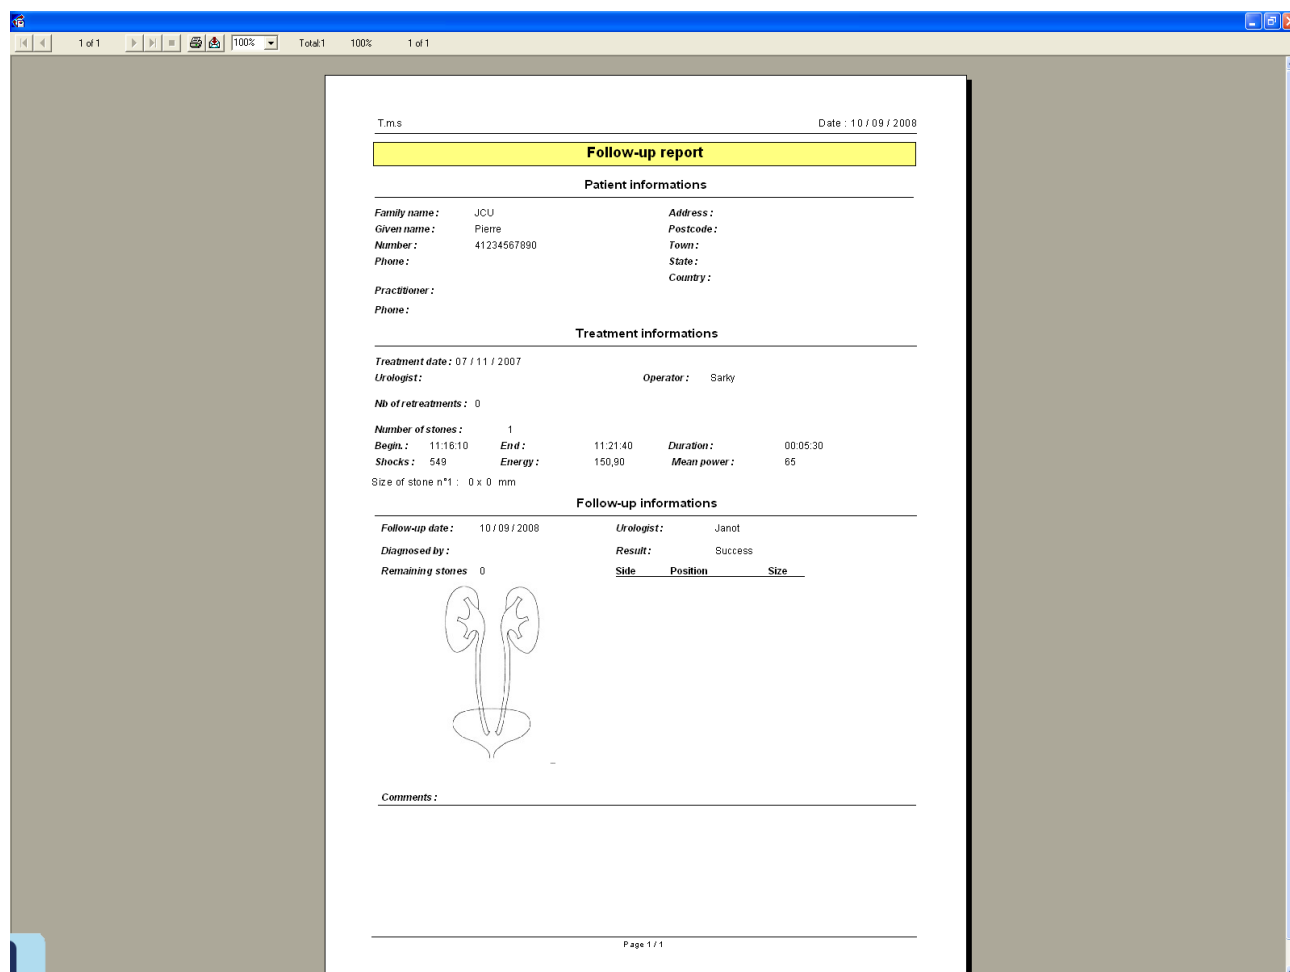 1 of 1 100% Total:1 100% 1 of 1
T.m.s Date : 10 / 09 / 2008
Follow-up report
Patient informations
Family name : JCU Address :
Given name : Pierre Postcode :
Number : 41234567890 Town :
Phone : State :
Country :
Practitioner :
Phone :
Treatment informations
Treatment date : 07 / 11 / 2007
Urologist : Operator : Sarky
Nb of retreatments : 0
Number of stones : 1
Begin. : 11:16:10 End : 11:21:40 Duration : 00:05:30
Shocks : 549 Energy : 150,90 Mean power : 65
Size of stone n°1 : 0 x 0 mm
Follow-up informations
Follow-up date : 10 / 09 / 2008 Urologist : Janot
Diagnosed by : Result : Success
Remaining stones 0 Side Position Size
Comments :
Page 1 / 1